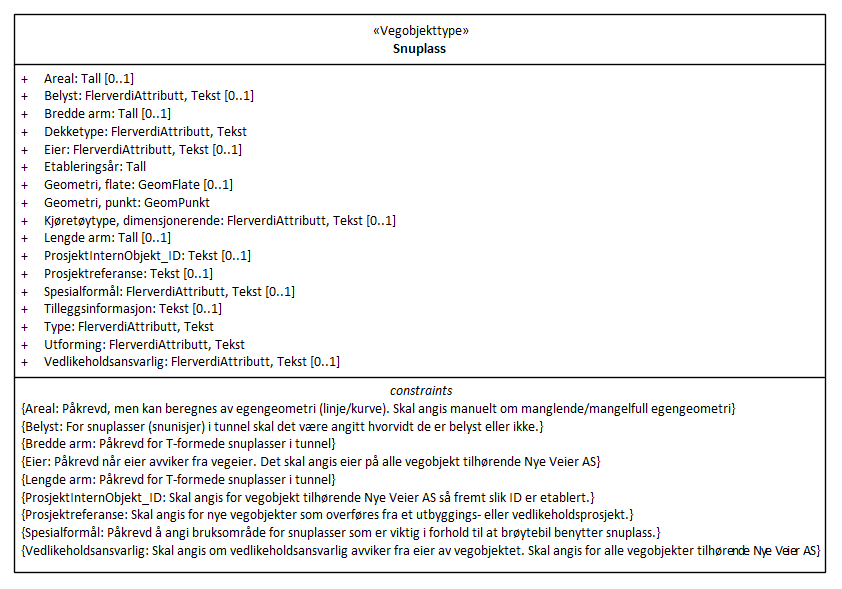 «Vegobjekttype»
Snuplass
+ Areal: Tall [0..1]
+ Belyst: FlerverdiAttributt, Tekst [0..1]
+ Bredde arm: Tall [0..1]
+ Dekketype: FlerverdiAttributt, Tekst
+ Eier: FlerverdiAttributt, Tekst [0..1]
+ Etableringsår: Tall
+ Geometri, flate: GeomFlate [0..1]
+ Geometri, punkt: GeomPunkt
+ Kjøretøytype, dimensjonerende: FlerverdiAttributt, Tekst [0..1]
+ Lengde arm: Tall [0..1]
+ ProsjektInternObjekt_ID: Tekst [0..1]
+ Prosjektreferanse: Tekst [0..1]
+ Spesialformål: FlerverdiAttributt, Tekst [0..1]
+ Tilleggsinformasjon: Tekst [0..1]
+ Type: FlerverdiAttributt, Tekst
+ Utforming: FlerverdiAttributt, Tekst
+ Vedlikeholdsansvarlig: FlerverdiAttributt, Tekst [0..1]
constraints
{Areal: Påkrevd, men kan beregnes av egengeometri (linje/kurve). Skal angis manuelt om manglende/mangelfull egengeometri}
{Belyst: For snuplasser (snunisjer) i tunnel skal det være angitt hvorvidt de er belyst eller ikke.}
{Bredde arm: Påkrevd for T-formede snuplasser i tunnel}
{Eier: Påkrevd når eier avviker fra vegeier. Det skal angis eier på alle vegobjekt tilhørende Nye Veier AS}
{Lengde arm: Påkrevd for T-formede snuplasser i tunnel}
{ProsjektInternObjekt_ID: Skal angis for vegobjekt tilhørende Nye Veier AS så fremt slik ID er etablert.}
{Prosjektreferanse: Skal angis for nye vegobjekter som overføres fra et utbyggings- eller vedlikeholdsprosjekt.}
{Spesialformål: Påkrevd å angi bruksområde for snuplasser som er viktig i forhold til at brøytebil benytter snuplass.}
{Vedlikeholdsansvarlig: Skal angis om vedlikeholdsansvarlig avviker fra eier av vegobjektet. Skal angis for alle vegobjekter tilhørende Nye Veier AS}